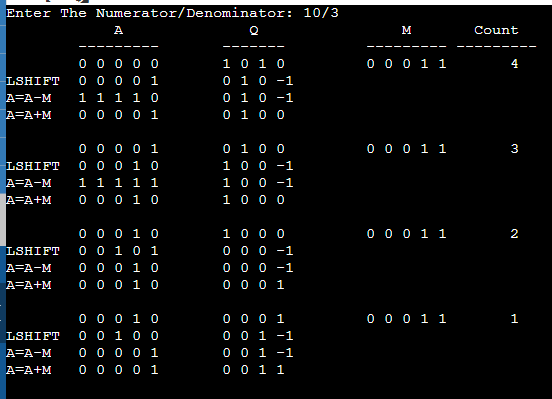 Enter The Numerator/Denominator: 10/3
A Q M Count
--------- ------- --------- ---------
0 0 0 0 0 1 0 1 0 0 0 0 1 1 4
LSHIFT 0 0 0 0 1 0 1 0 -1
A=A-M 1 1 1 1 0 0 1 0 -1
A=A+M 0 0 0 0 1 0 1 0 0
0 0 0 0 1 0 1 0 0 0 0 0 1 1 3
LSHIFT 0 0 0 1 0 1 0 0 -1
A=A-M 1 1 1 1 1 1 0 0 -1
A=A+M 0 0 0 1 0 1 0 0 0
0 0 0 1 0 1 0 0 0 0 0 0 1 1 2
LSHIFT 0 0 1 0 1 0 0 0 -1
A=A-M 0 0 0 1 0 0 0 0 -1
A=A+M 0 0 0 1 0 0 0 0 1
0 0 0 1 0 0 0 0 1 0 0 0 1 1 1
LSHIFT 0 0 1 0 0 0 0 1 -1
A=A-M 0 0 0 0 1 0 0 1 -1
A=A+M 0 0 0 0 1 0 0 1 1